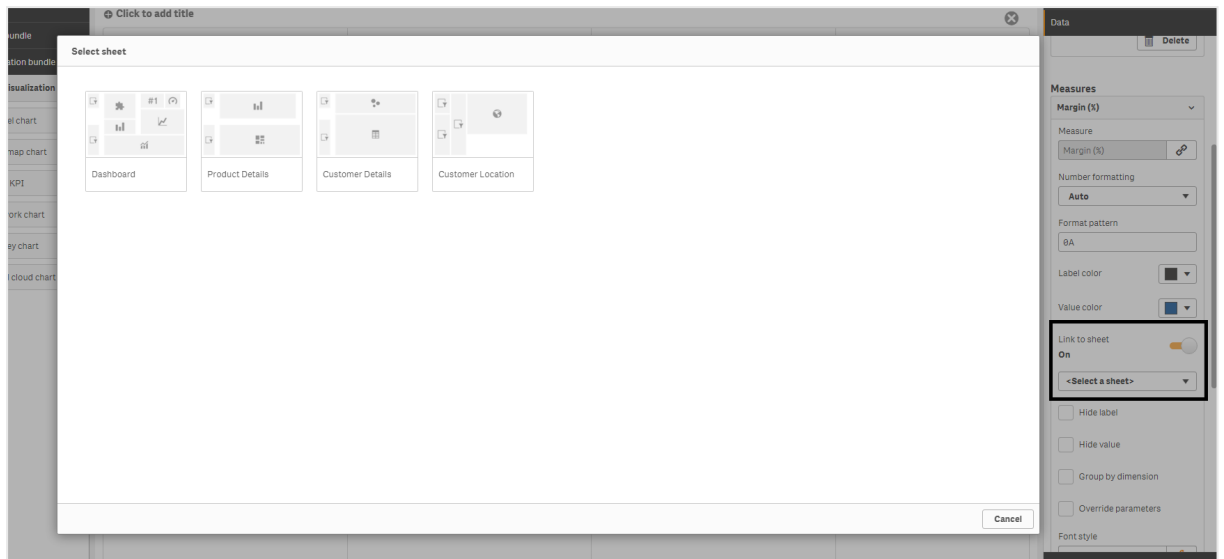 Click to add title
Data
undle
ation bundle
isualization
el chart
map chart
KPI
ork chart
ey chart
l cloud chart
Select sheet
#1
Dashboard
Product Details
Customer Details
Customer Location
Cancel
Delete
Measures
Margin (%)
Measure
Margin (%)
Number formatting
Auto
Format pattern
0A
Label color
Value color
Link to sheet
On
<Select a sheet>
Hide label
Hide value
Group by dimension
Override parameters
Font style